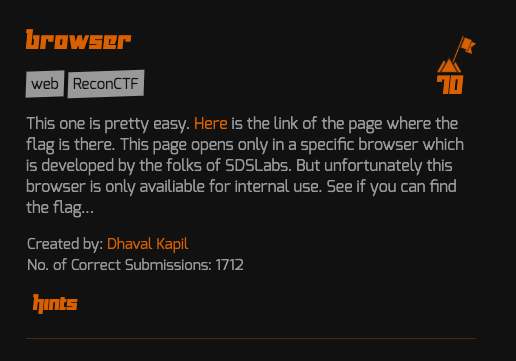 browser
70
web ReconCTF
This one is pretty easy. Here is the link of the page where the
flag is there. This page opens only in a specific browser which
is developed by the folks of SDSLabs. But unfortunately this
browser is only availiable for internal use. See if you can find
the flag...
Created by: Dhaval Kapil
No. of Correct Submissions: 1712
hints